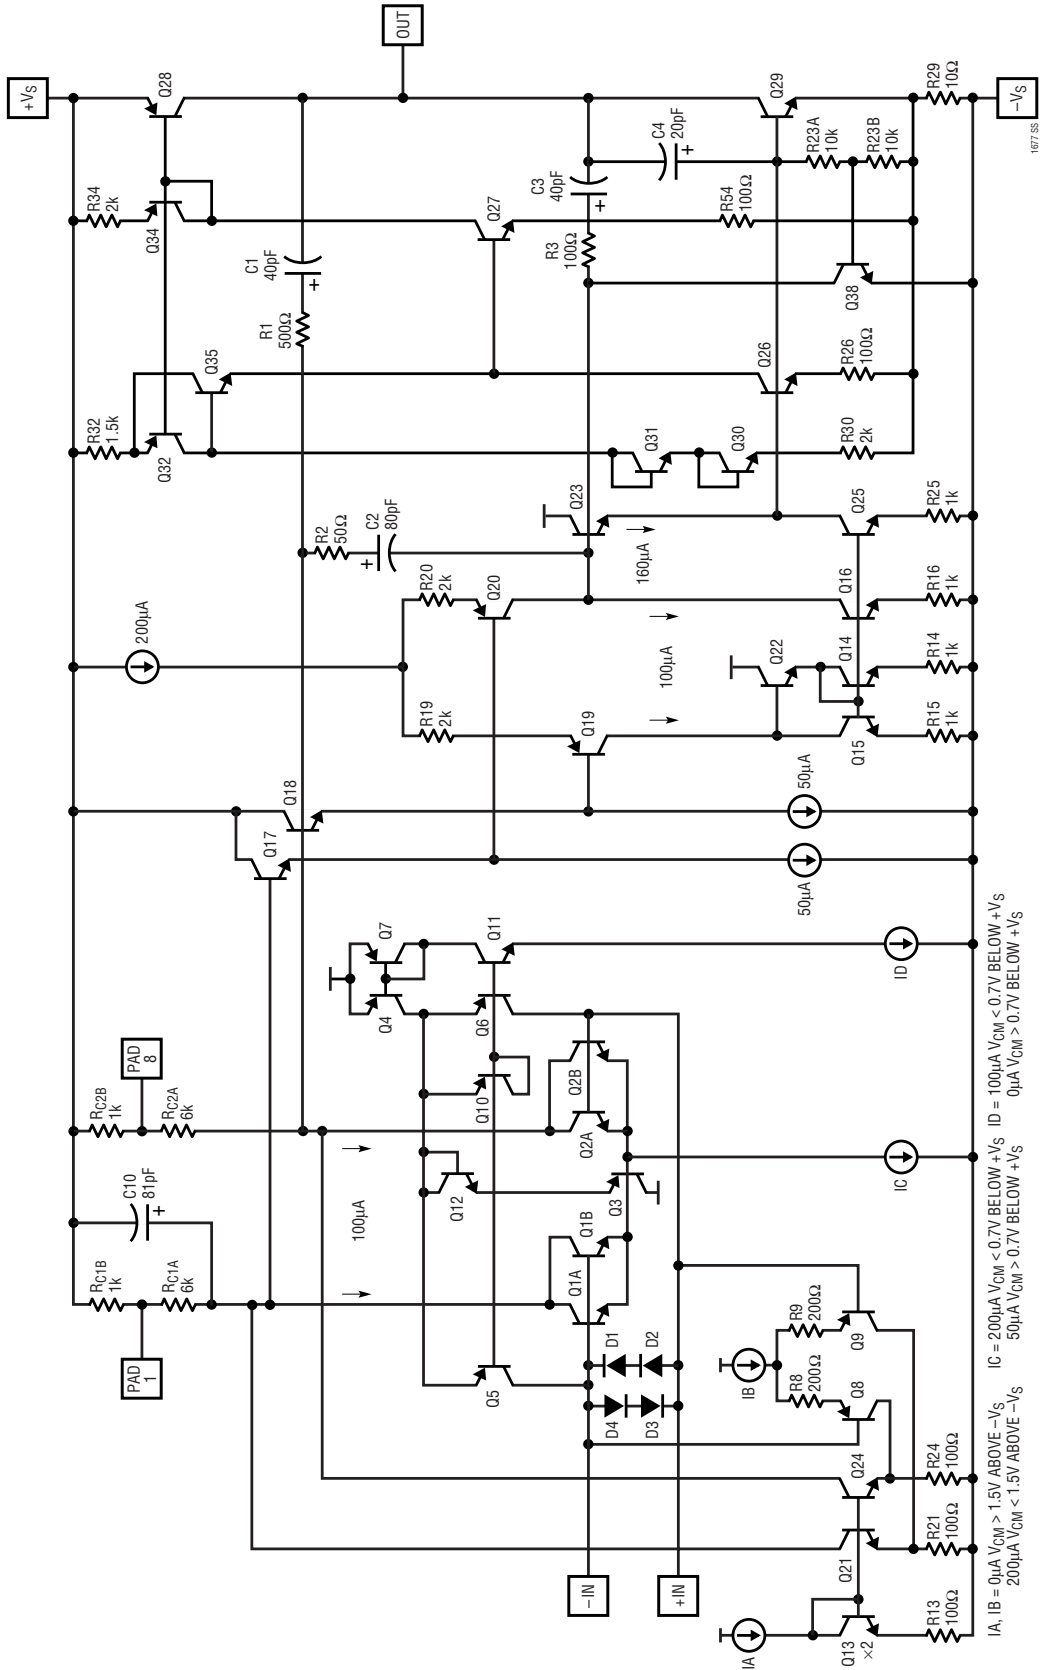 +VS
R34
2k
Q28
R32
1.5k
Q34
Q32
Q35
C1
40pF
R1
500Ω
OUT
200µA
RC1B
1k
C10
81pF
RC2B
1k
PAD
1
RC1A
6k
PAD
8
RC2A
6k
100µA
Q17
Q18
R2
50Ω
C2
80pF
R19
2k
R20
2k
Q19
Q20
Q4
Q7
Q5
Q12
Q10
Q6
Q11
Q27
C3
40pF
R3
100Ω
C4
20pF
Q1A
Q1B
Q2A
Q2B
Q3
D1
D2
D4
D3
Q23
Q31
Q30
160µA
100µA
Q26
R54
100Ω
Q29
−IN
+IN
IB
R8
200Ω
R9
200Ω
Q8
Q9
IA
Q13
×2
Q21
Q24
IC
ID
50µA
50µA
Q22
Q15
Q14
Q16
Q25
Q38
R23A
10k
R23B
10k
R13
100Ω
R21
100Ω
R24
100Ω
R15
1k
R14
1k
R16
1k
R25
1k
R30
2k
R26
100Ω
R29
10Ω
−VS
IA, IB = 0µA VCM > 1.5V ABOVE −VS
200µA VCM < 1.5V ABOVE −VS
IC = 200µA VCM < 0.7V BELOW +VS
50µA VCM > 0.7V BELOW +VS
ID = 100µA VCM < 0.7V BELOW +VS
0µA VCM > 0.7V BELOW +VS
1677 SS